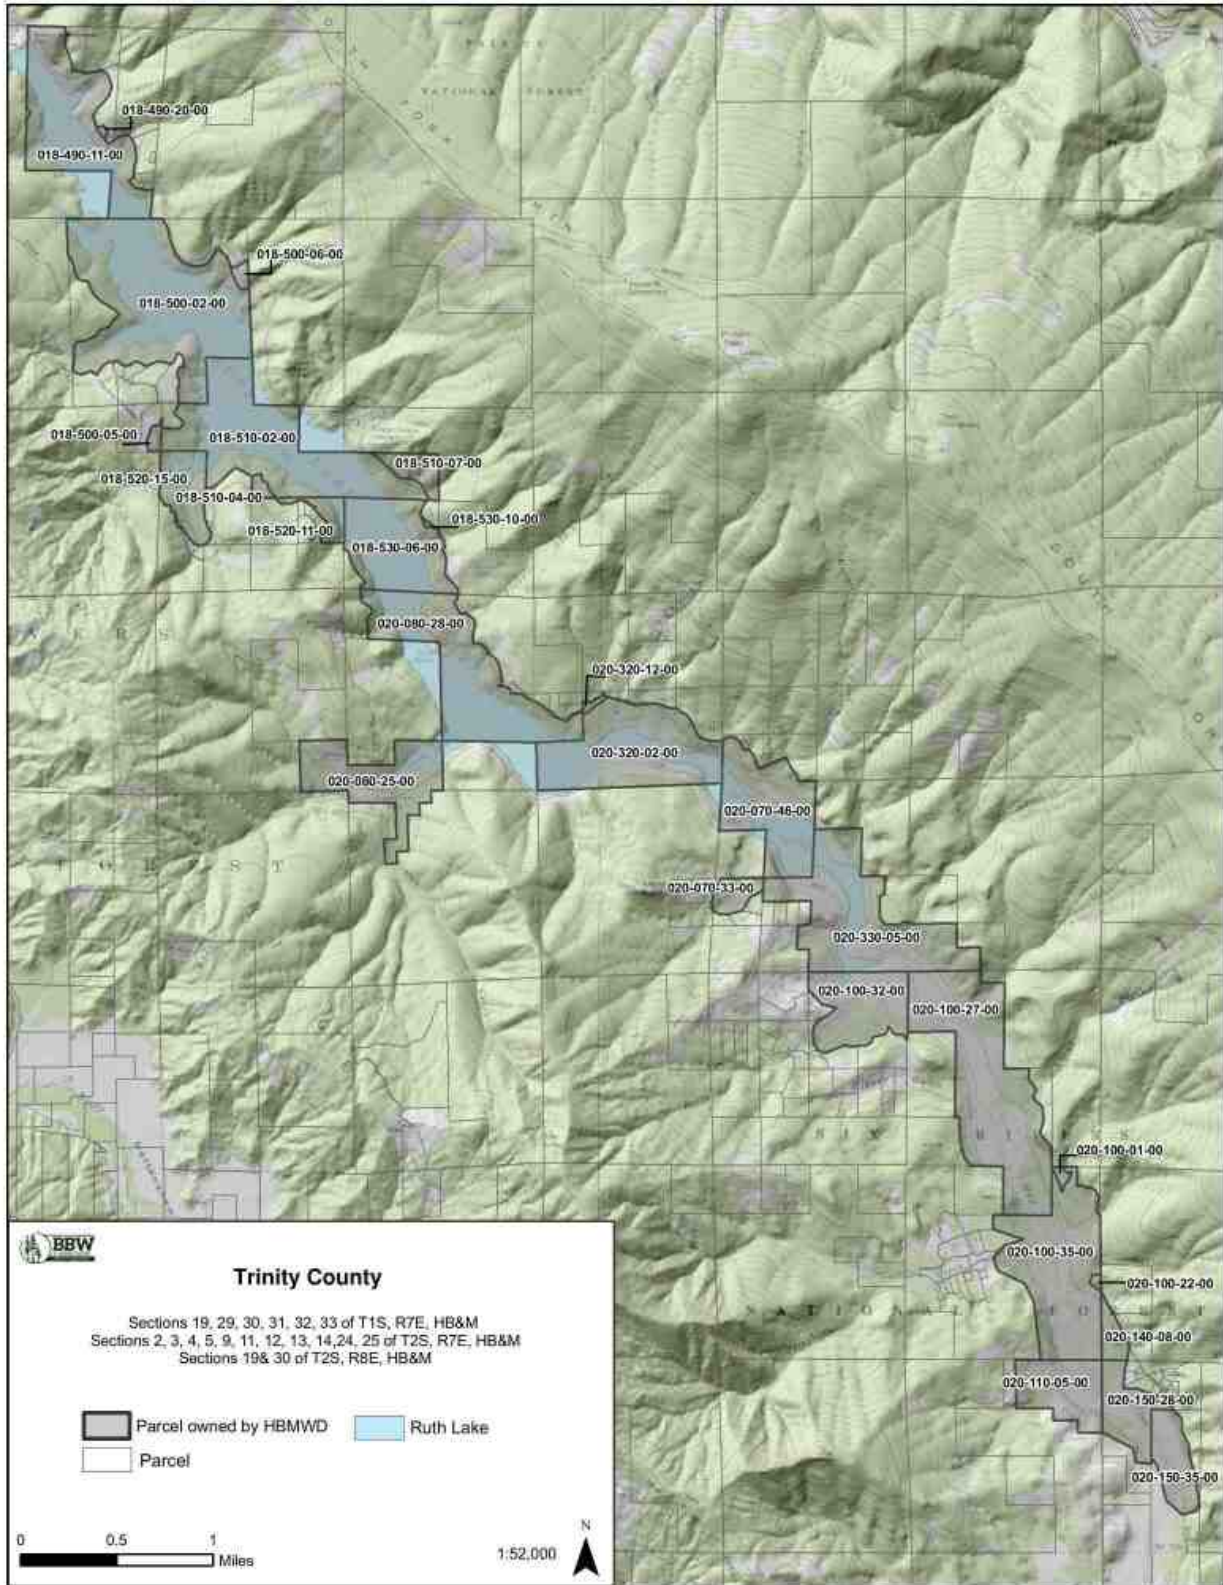 NATIONAL FOREST
018-490-20-00
018-490-11-00
018-500-06-00
018-500-02-00
018-500-05-00
018-510-02-00
018-510-07-00
018-520-15-00
018-510-04-00
018-530-10-00
018-520-11-00
018-530-06-00
020-080-28-00
020-320-12-00
020-320-02-00
020-080-25-00
020-070-46-00
FOREST
020-070-33-00
020-330-05-00
020-100-32-00
020-100-27-00
020-100-01-00
020-100-35-00
020-100-22-00
NATIONAL
020-140-08-00
020-110-05-00
020-150-28-00
020-150-35-00
BBW
Trinity County
Sections 19, 29, 30, 31, 32, 33 of T1S, R7E, HB&M
Sections 2, 3, 4, 5, 9, 11, 12, 13, 14,24, 25 of T2S, R7E, HB&M
Sections 19& 30 of T2S, R8E, HB&M
Parcel owned by HBMWD
Ruth Lake
Parcel
0 0.5 1
Miles
1:52,000
N